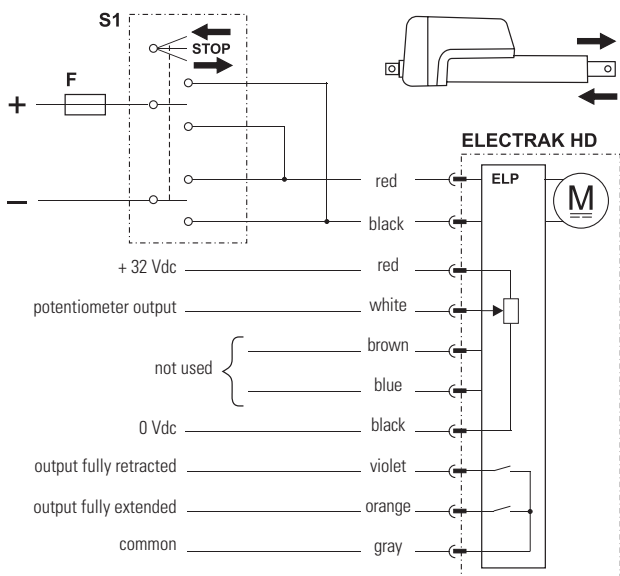 S1
STOP
F
+
–
ELECTRAK HD
ELP
M
red
black
+ 32 Vdc red
potentiometer output white
not used
brown
blue
0 Vdc black
output fully retracted violet
output fully extended orange
common gray